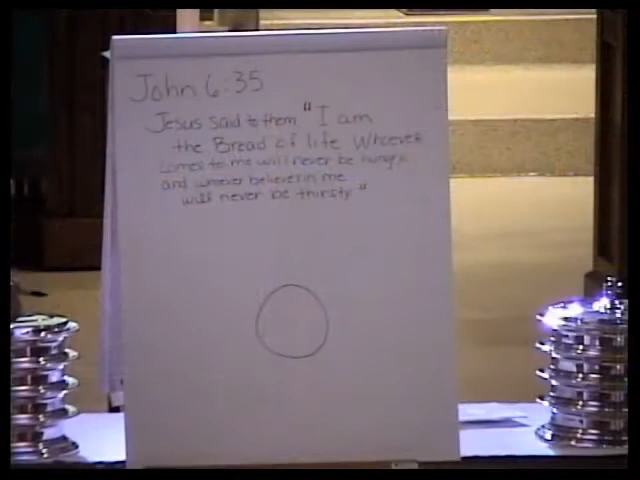 John 6:35
Jesus said to them "I am
the Bread of life Whoever
comes to me will never be hungry
and whoever believes in me
will never be thirsty"